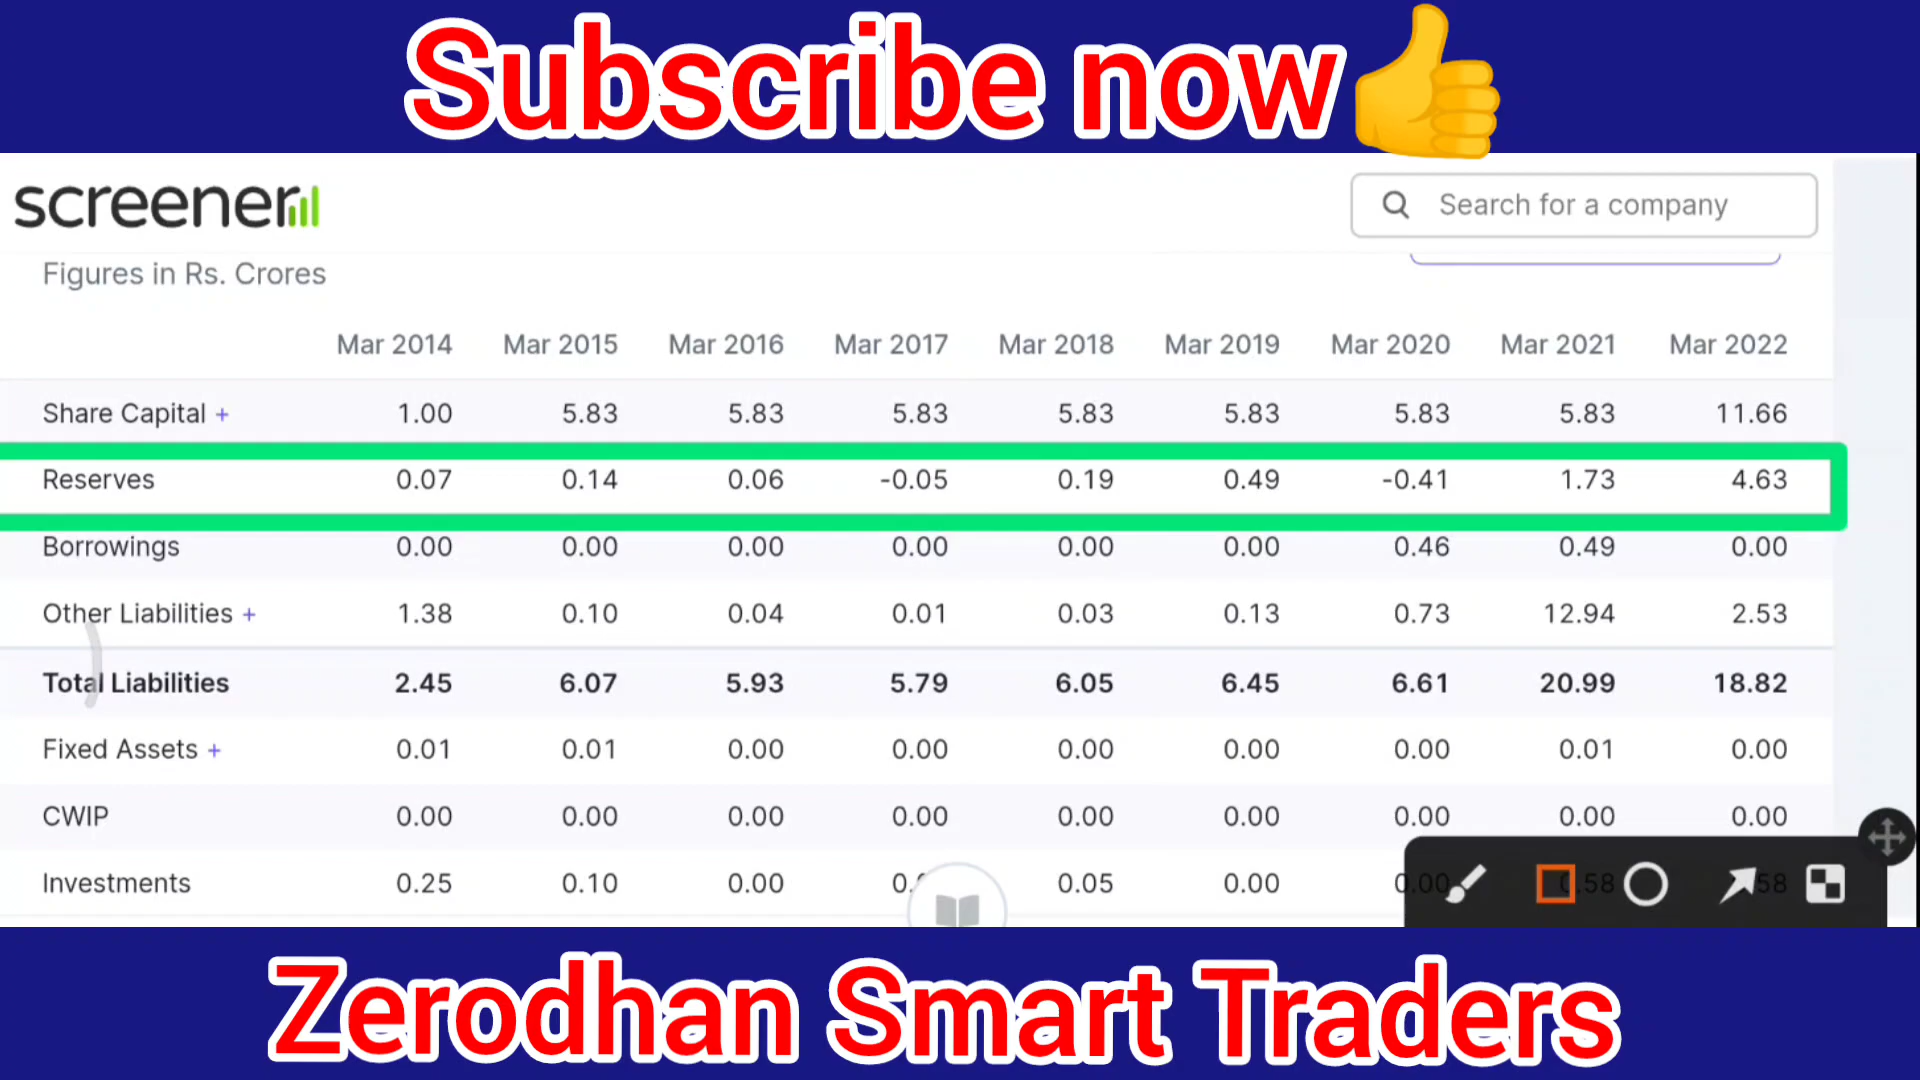 Subscribe now
screener
Search for a company
Figures in Rs. Crores
Mar 2014 Mar 2015 Mar 2016 Mar 2017 Mar 2018 Mar 2019 Mar 2020 Mar 2021 Mar 2022
Share Capital + 1.00 5.83 5.83 5.83 5.83 5.83 5.83 5.83 11.66
Reserves 0.07 0.14 0.06 -0.05 0.19 0.49 -0.41 1.73 4.63
Borrowings 0.00 0.00 0.00 0.00 0.00 0.00 0.46 0.49 0.00
Other Liabilities + 1.38 0.10 0.04 0.01 0.03 0.13 0.73 12.94 2.53
Total Liabilities 2.45 6.07 5.93 5.79 6.05 6.45 6.61 20.99 18.82
Fixed Assets + 0.01 0.01 0.00 0.00 0.00 0.00 0.00 0.01 0.00
CWIP 0.00 0.00 0.00 0.00 0.00 0.00 0.00 0.00 0.00
Investments 0.25 0.10 0.00 0.05 0.00 0.00
Zerodhan Smart Traders